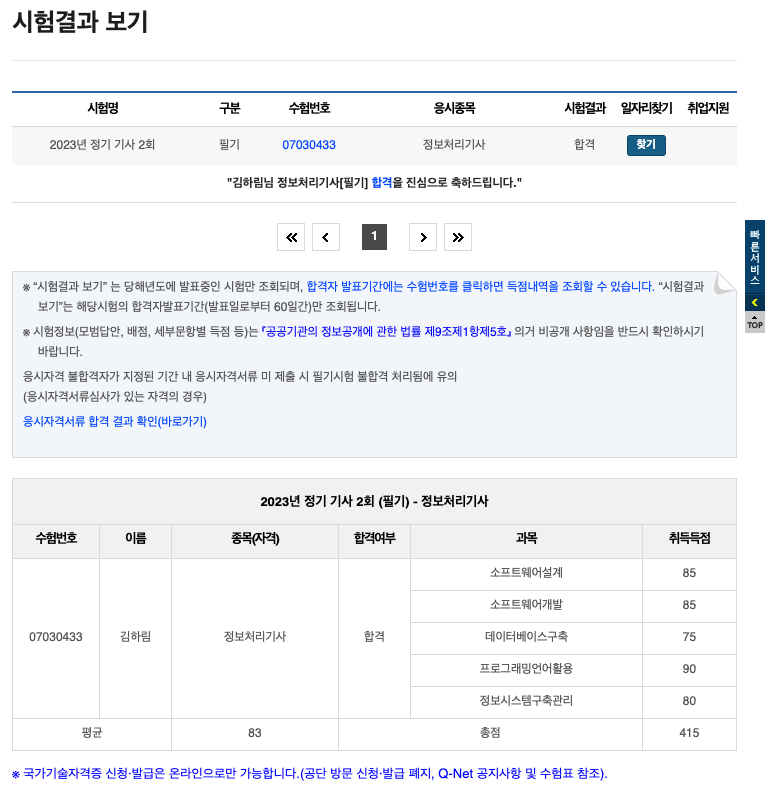 시험결과 보기
시험명 구분 수험번호 응시종목 시험결과 일자리찾기 취업지원
2023년 정기 기사 2회 필기 07030433 정보처리기사 합격 찾기
"김하림님 정보처리기사[필기] 합격을 진심으로 축하드립니다."
1
빠른서비스
TOP
※ “시험결과 보기” 는 당해년도에 발표중인 시험만 조회되며, 합격자 발표기간에는 수험번호를 클릭하면 득점내역을 조회할 수 있습니다. “시험결과
보기”는 해당시험의 합격자발표기간(발표일로부터 60일간)만 조회됩니다.
※ 시험정보(모범답안, 배점, 세부문항별 득점 등)는 『공공기관의 정보공개에 관한 법률 제9조제1항제5호』 의거 비공개 사항임을 반드시 확인하시기
바랍니다.
응시자격 불합격자가 지정된 기간 내 응시자격서류 미 제출 시 필기시험 불합격 처리됨에 유의
(응시자격서류심사가 있는 자격의 경우)
응시자격서류 합격 결과 확인(바로가기)
2023년 정기 기사 2회 (필기) - 정보처리기사
수험번호 이름 종목(자격) 합격여부 과목 취득득점
07030433 김하림 정보처리기사 합격
소프트웨어설계 85
소프트웨어개발 85
데이터베이스구축 75
프로그래밍언어활용 90
정보시스템구축관리 80
평균 83 총점 415
※ 국가기술자격증 신청·발급은 온라인으로만 가능합니다.(공단 방문 신청·발급 폐지, Q-Net 공지사항 및 수험표 참조).